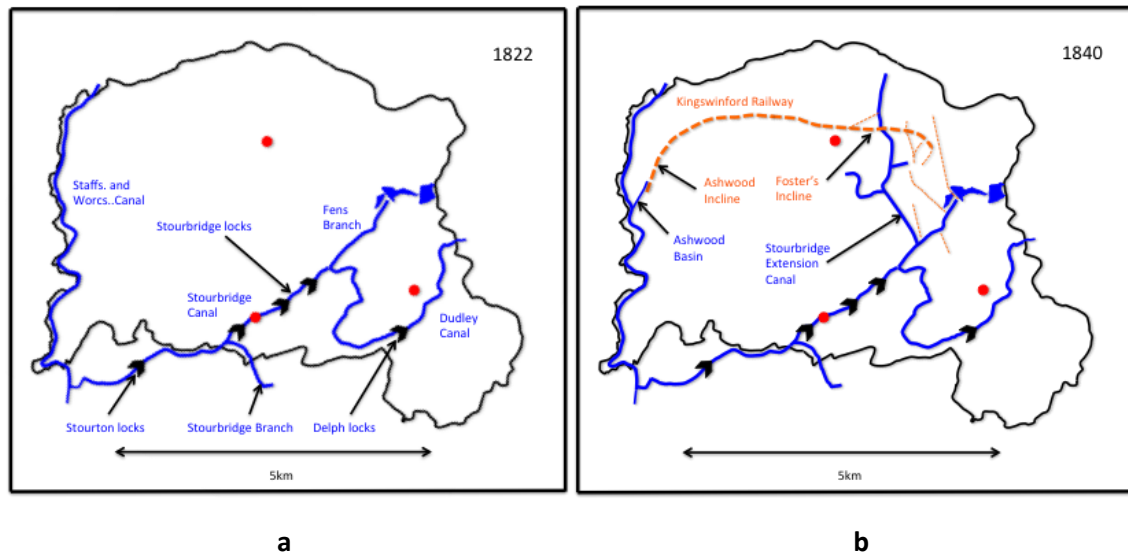 1822
Staffs. and
Worcs..Canal
Fens
Branch
Stourbridge locks
Stourbridge
Canal
Dudley
Canal
Stourton locks
Stourbridge Branch
Delph locks
5km
a
1840
Kingswinford Railway
Ashwood
Incline
Foster's
Incline
Ashwood
Basin
Stourbridge
Extension
Canal
5km
b